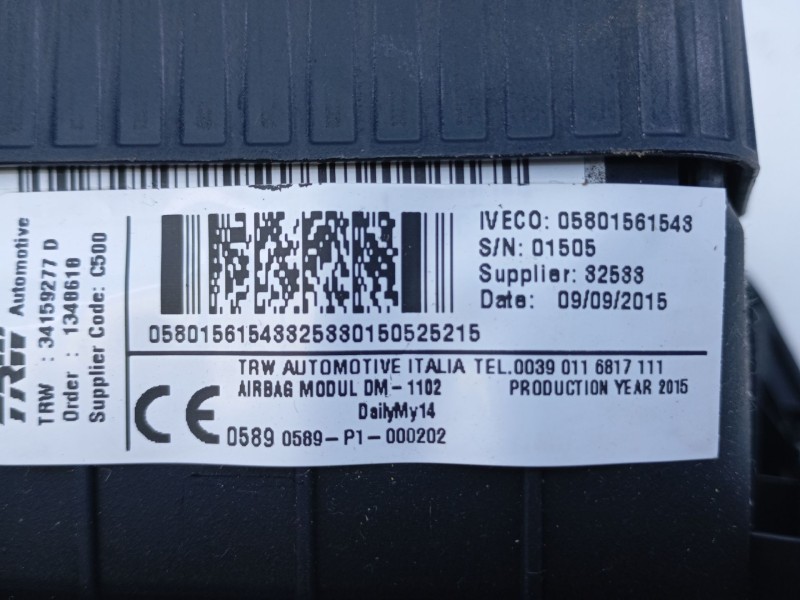 TRW Automotive
TRW : 34159277 D
Order : 1348618
Supplier Code: C500
IVECO: 05801561543
S/N: 01505
Supplier: 32533
Date: 09/09/2015
05801561543325330150525215
TRW AUTOMOTIVE ITALIA TEL.0039 011 6817 111
AIRBAG MODUL DM-1102 PRODUCTION YEAR 2015
DailyMy14
CE 0589 0589-P1-000202